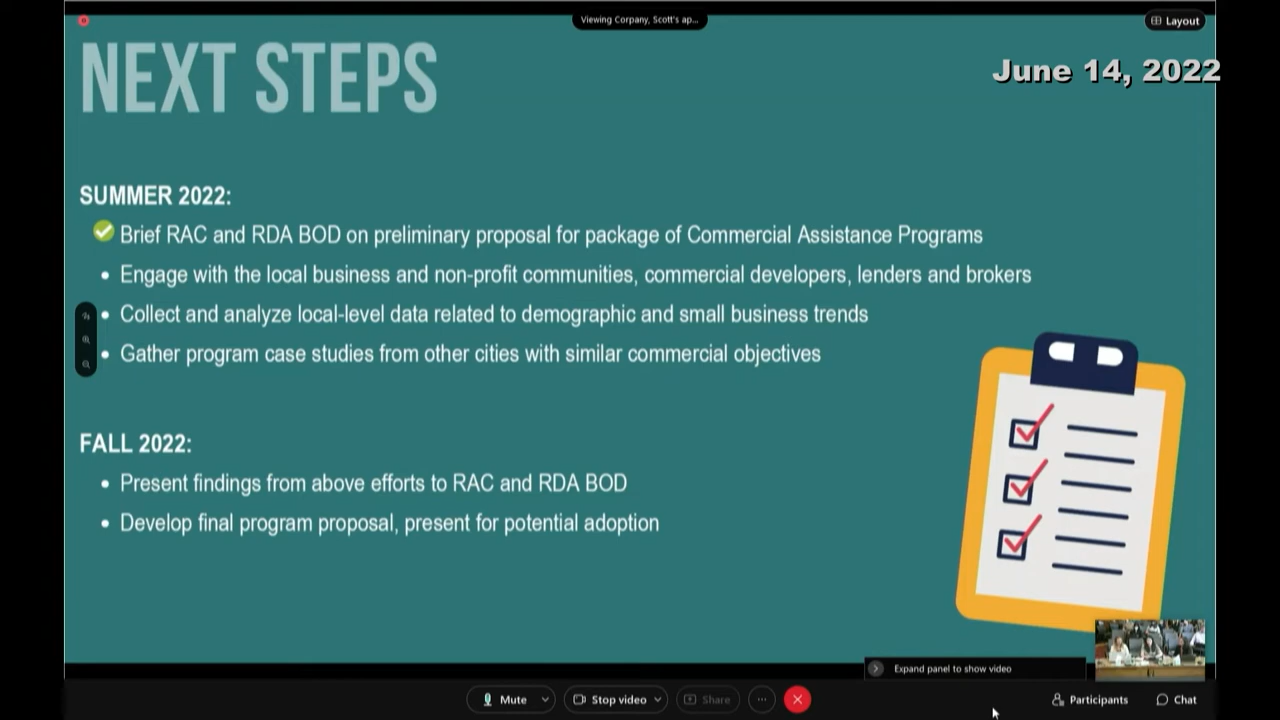 Viewing Corpany, Scott's ap...
Layout
NEXT STEPS
June 14, 2022
SUMMER 2022:
Brief RAC and RDA BOD on preliminary proposal for package of Commercial Assistance Programs
• Engage with the local business and non-profit communities, commercial developers, lenders and brokers
• Collect and analyze local-level data related to demographic and small business trends
• Gather program case studies from other cities with similar commercial objectives
FALL 2022:
• Present findings from above efforts to RAC and RDA BOD
• Develop final program proposal, present for potential adoption
Expand panel to show video
Mute
Stop video
Share
Participants
Chat